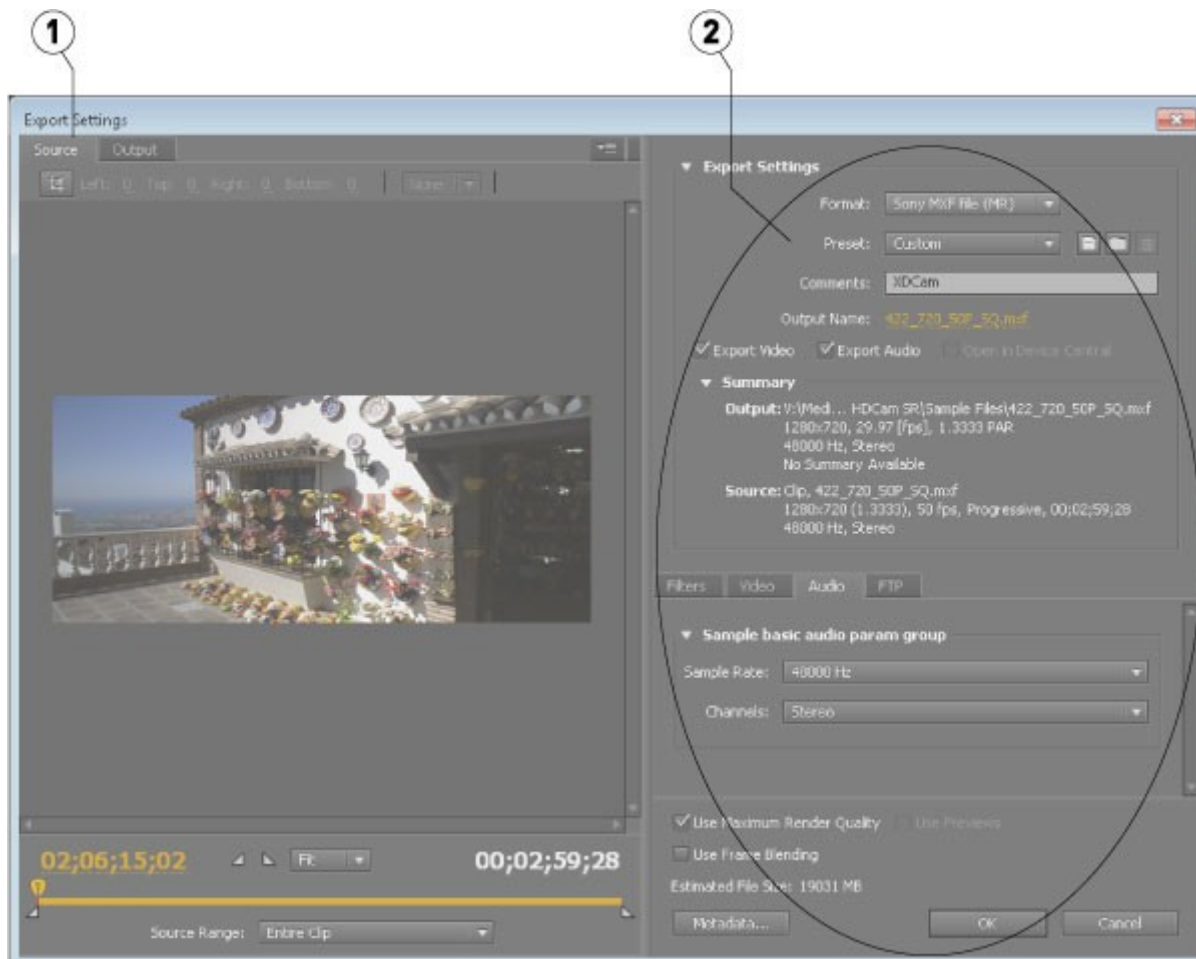 1
2
Export Settings
Source Output
Left: 0 Top: 0 Right: 0 Bottom: 0 None
Export Settings
Format: Sony MXF file (MR)
Preset: Custom
Comments: XDCam
Output Name: 422_720_50P_SQ.mxf
Export Video Export Audio Open in Device Central
Summary
Output: V:\Med... HDCam SR\Sample Files\422_720_50P_SQ.mxf
1280x720, 29.97 [fps], 1.3333 PAR
48000 Hz, Stereo
No Summary Available
Source: Clip, 422_720_50P_SQ.mxf
1280x720 (1.3333), 50 fps, Progressive, 00;02;59;28
48000 Hz, Stereo
Filters Video Audio FTP
Sample basic audio param group
Sample Rate: 48000 Hz
Channels: Stereo
Use Maximum Render Quality Use Previews
Use Frame Blending
Estimated File Size: 19031 MB
Metadata... OK Cancel
02;06;15;02 Fit 00;02;59;28
Source Range: Entire Clip